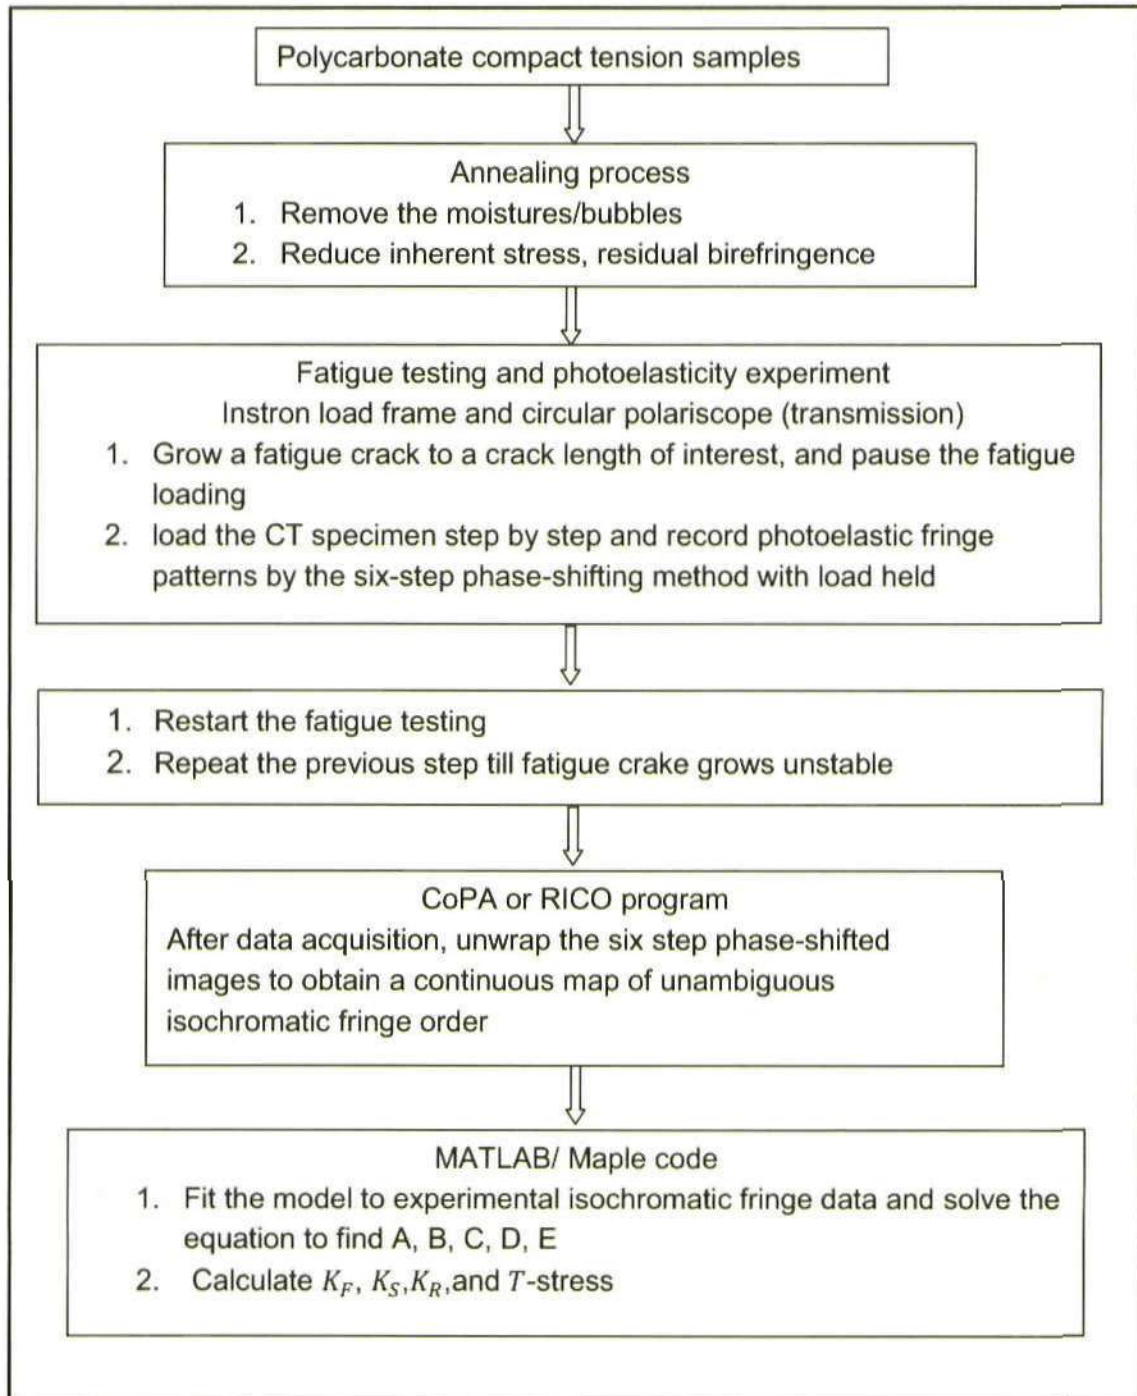 Polycarbonate compact tension samples
Annealing process
1. Remove the moistures/bubbles
2. Reduce inherent stress, residual birefringence
Fatigue testing and photoelasticity experiment
Instron load frame and circular polariscope (transmission)
1. Grow a fatigue crack to a crack length of interest, and pause the fatigue
loading
2. load the CT specimen step by step and record photoelastic fringe
patterns by the six-step phase-shifting method with load held
1. Restart the fatigue testing
2. Repeat the previous step till fatigue crake grows unstable
CoPA or RICO program
After data acquisition, unwrap the six step phase-shifted
images to obtain a continuous map of unambiguous
isochromatic fringe order
MATLAB/ Maple code
1. Fit the model to experimental isochromatic fringe data and solve the
equation to find A, B, C, D, E
2. Calculate K_F, K_S,K_R,and T-stress